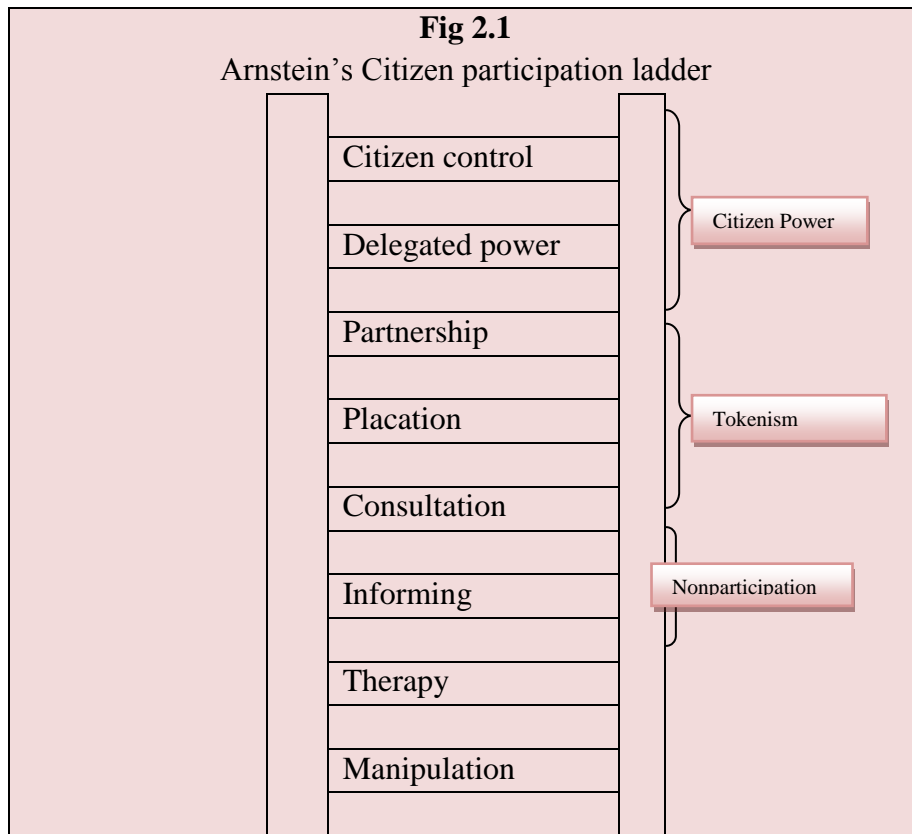 Fig 2.1
Arnstein’s Citizen participation ladder
Citizen control
Citizen Power
Delegated power
Partnership
Tokenism
Placation
Consultation
Informing
Nonparticipation
Therapy
Manipulation